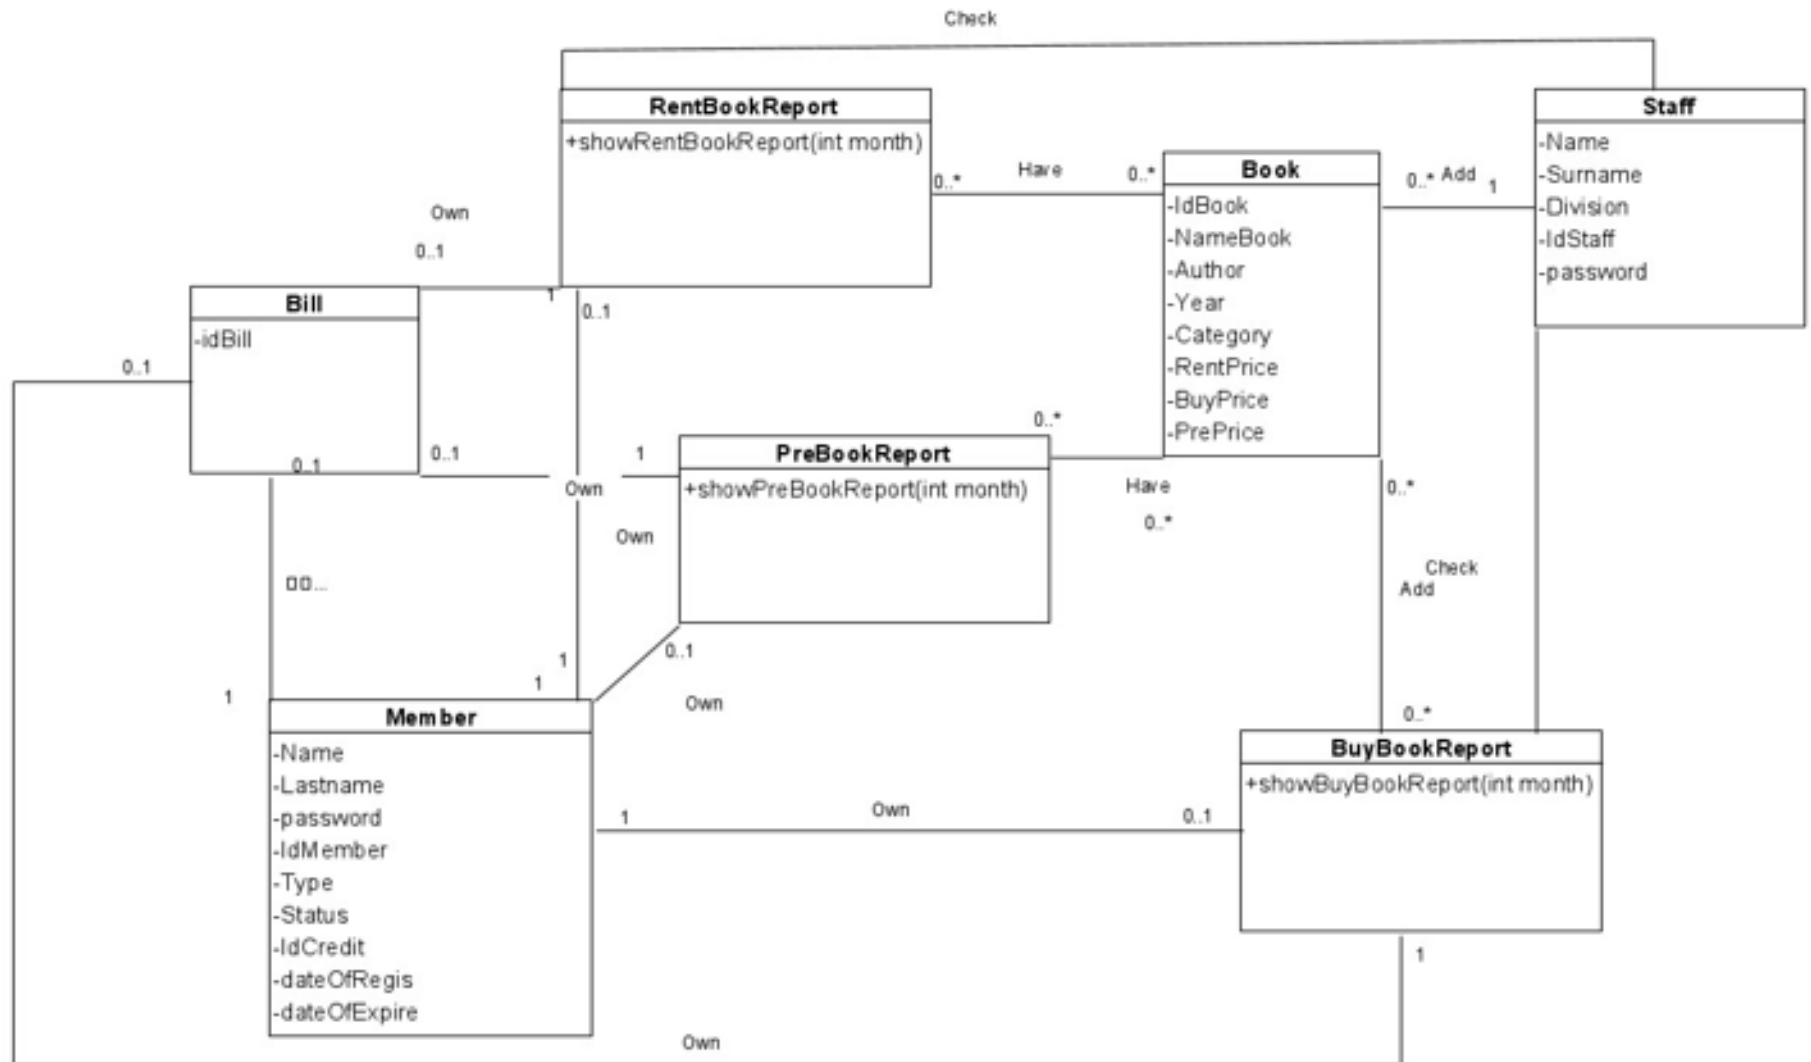 Check
RentBookReport
+showRentBookReport(int month)
Staff
-Name
-Surname
-Division
-IdStaff
-password
Have
0..*
0..*
Book
-IdBook
-NameBook
-Author
-Year
-Category
-RentPrice
-BuyPrice
-PrePrice
0..*
Add
1
Own
0..1
1
0..1
Bill
-idBill
0..1
0..1
0..1
1
Own
PreBookReport
+showPreBookReport(int month)
0..*
Have
0..*
0..*
Own
Check
Add
...
0..1
1
1
1
Own
0..*
Member
-Name
-Lastname
-password
-IdMember
-Type
-Status
-IdCredit
-dateOfRegis
-dateOfExpire
BuyBookReport
+showBuyBookReport(int month)
1
Own
0..1
1
Own